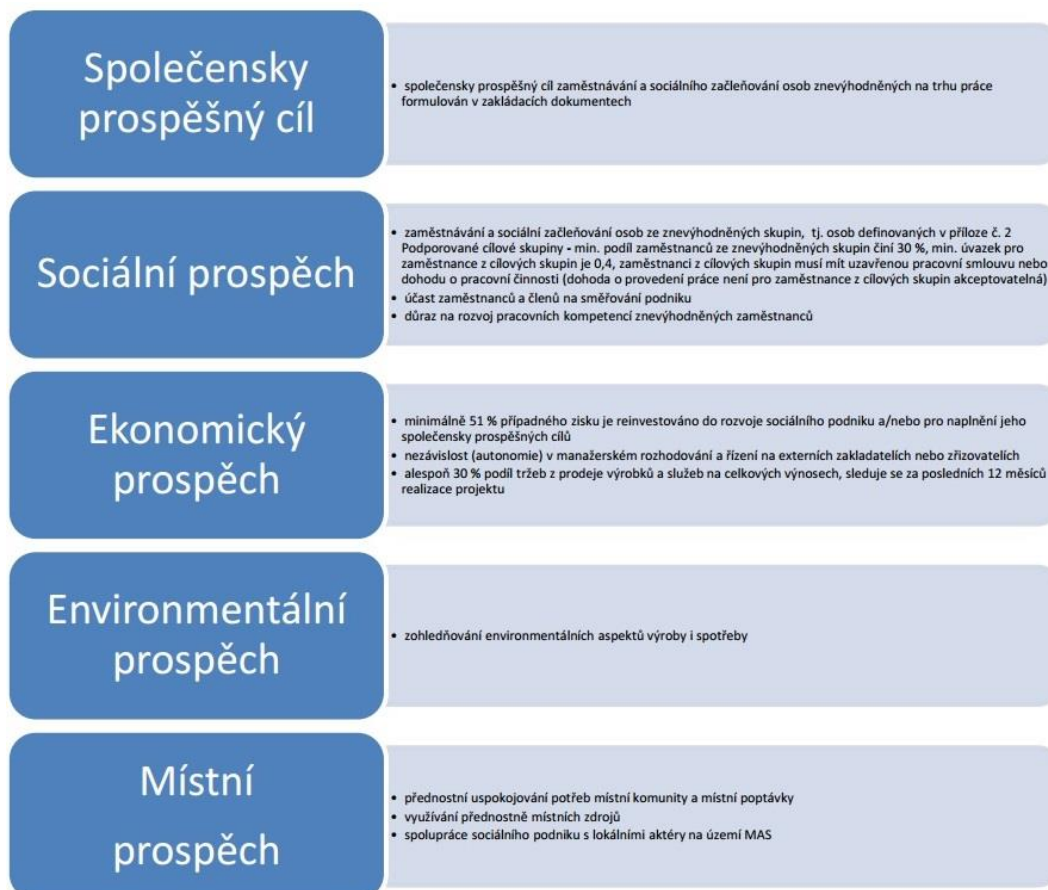 Společensky
prospěšný cíl
• společensky prospěšný cíl zaměstnávání a sociálního začleňování osob znevýhodněných na trhu práce
formulován v zakládacích dokumentech
Sociální prospěch
• zaměstnávání a sociální začleňování osob ze znevýhodněných skupin, tj. osob definovaných v příloze č. 2
Podporované cílové skupiny - min. podíl zaměstnanců ze znevýhodněných skupin činí 30 %, min. úvazek pro
zaměstnance z cílových skupin je 0,4, zaměstnanci z cílových skupin musí mít uzavřenou pracovní smlouvu nebo
dohodu o pracovní činnosti (dohoda o provedení práce není pro zaměstnance z cílových skupin akceptovatelná)
• účast zaměstnanců a členů na směřování podniku
• důraz na rozvoj pracovních kompetencí znevýhodněných zaměstnanců
Ekonomický
prospěch
• minimálně 51 % případného zisku je reinvestováno do rozvoje sociálního podniku a/nebo pro naplnění jeho
společensky prospěšných cílů
• nezávislost (autonomie) v manažerském rozhodování a řízení na externích zakladatelích nebo zřizovatelích
• alespoň 30 % podíl tržeb z prodeje výrobků a služeb na celkových výnosech, sleduje se za posledních 12 měsíců
realizace projektu
Environmentální
prospěch
• zohledňování environmentálních aspektů výroby i spotřeby
Místní
prospěch
• přednostní uspokojování potřeb místní komunity a místní poptávky
• využívání přednostně místních zdrojů
• spolupráce sociálního podniku s lokálními aktéry na území MAS